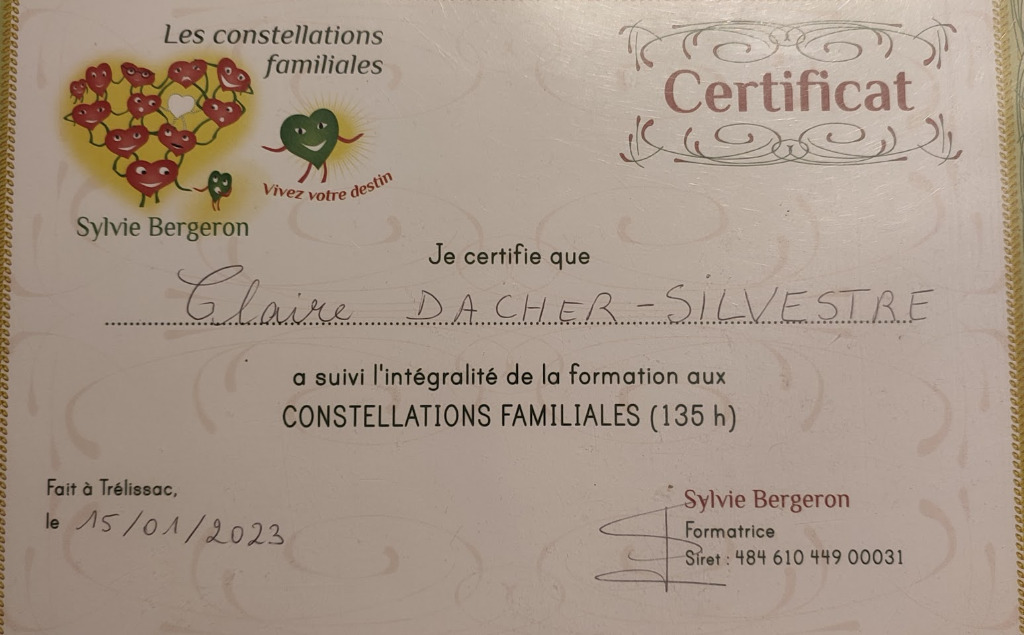 Les constellations
familiales
Certificat
Vivez votre destin
Sylvie Bergeron
Je certifie que
Claire DACHER-SILVESTRE
a suivi l'intégralité de la formation aux
CONSTELLATIONS FAMILIALES (135 h)
Fait à Trélissac,
le 15/01/2023
Sylvie Bergeron
Formatrice
Siret : 484 610 449 00031